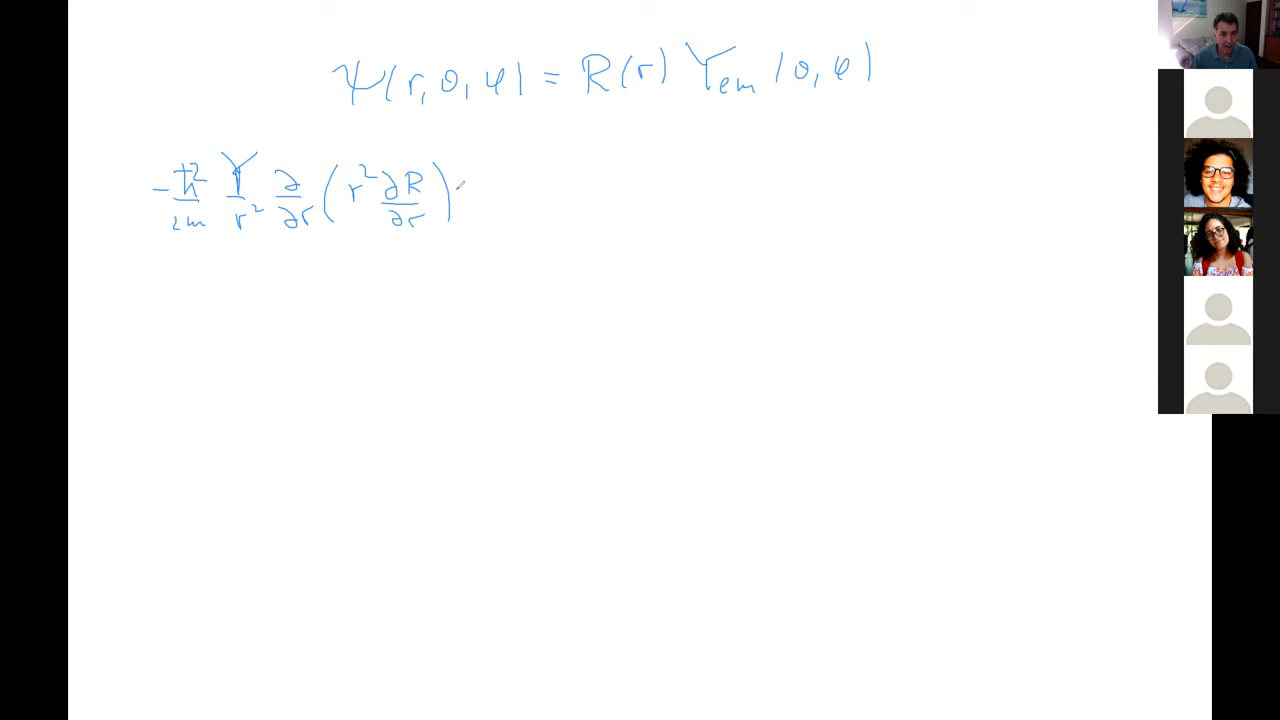 Ψ(r, θ, φ) = R(r) Yℓm (θ, φ)
-ħ²/2m Y/r² ∂/∂r (r² ∂R/∂r)